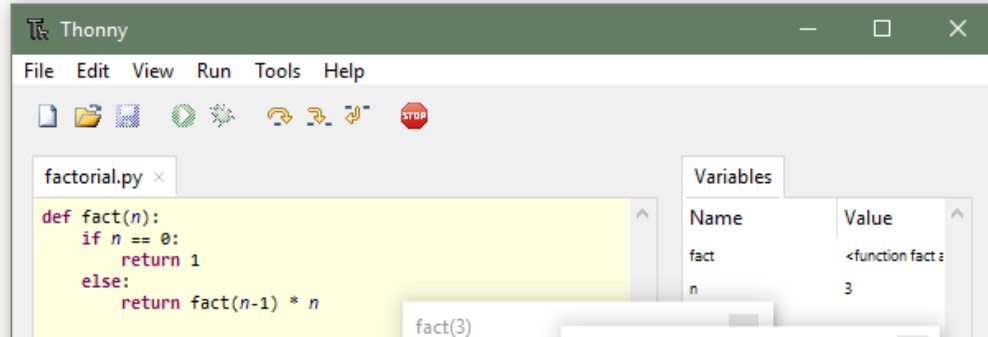 Thonny
File Edit View Run Tools Help
STOP
factorial.py
def fact(n):
    if n == 0:
        return 1
    else:
        return fact(n-1) * n
Variables
Name Value
fact <function fact a
n 3
fact(3)